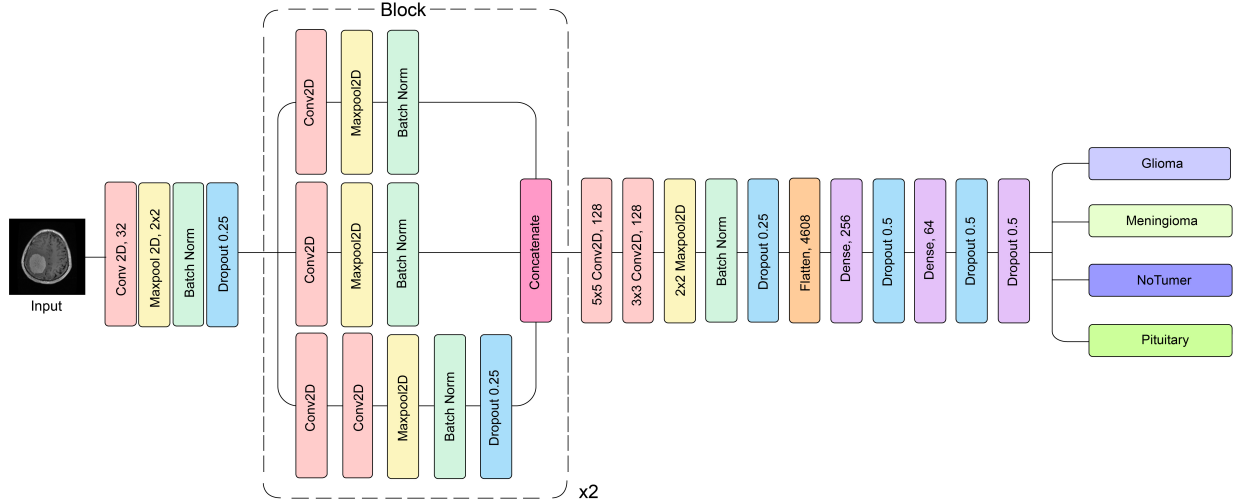 Block
Input
Conv 2D, 32
Maxpool 2D, 2x2
Batch Norm
Dropout 0.25
Conv2D
Maxpool2D
Batch Norm
Conv2D
Maxpool2D
Batch Norm
Conv2D
Conv2D
Maxpool2D
Batch Norm
Dropout 0.25
Concatenate
x2
5x5 Conv2D, 128
3x3 Conv2D, 128
2x2 Maxpool2D
Batch Norm
Dropout 0.25
Flatten, 4608
Dense, 256
Dropout 0.5
Dense, 64
Dropout 0.5
Dropout 0.5
Glioma
Meningioma
NoTumer
Pituitary